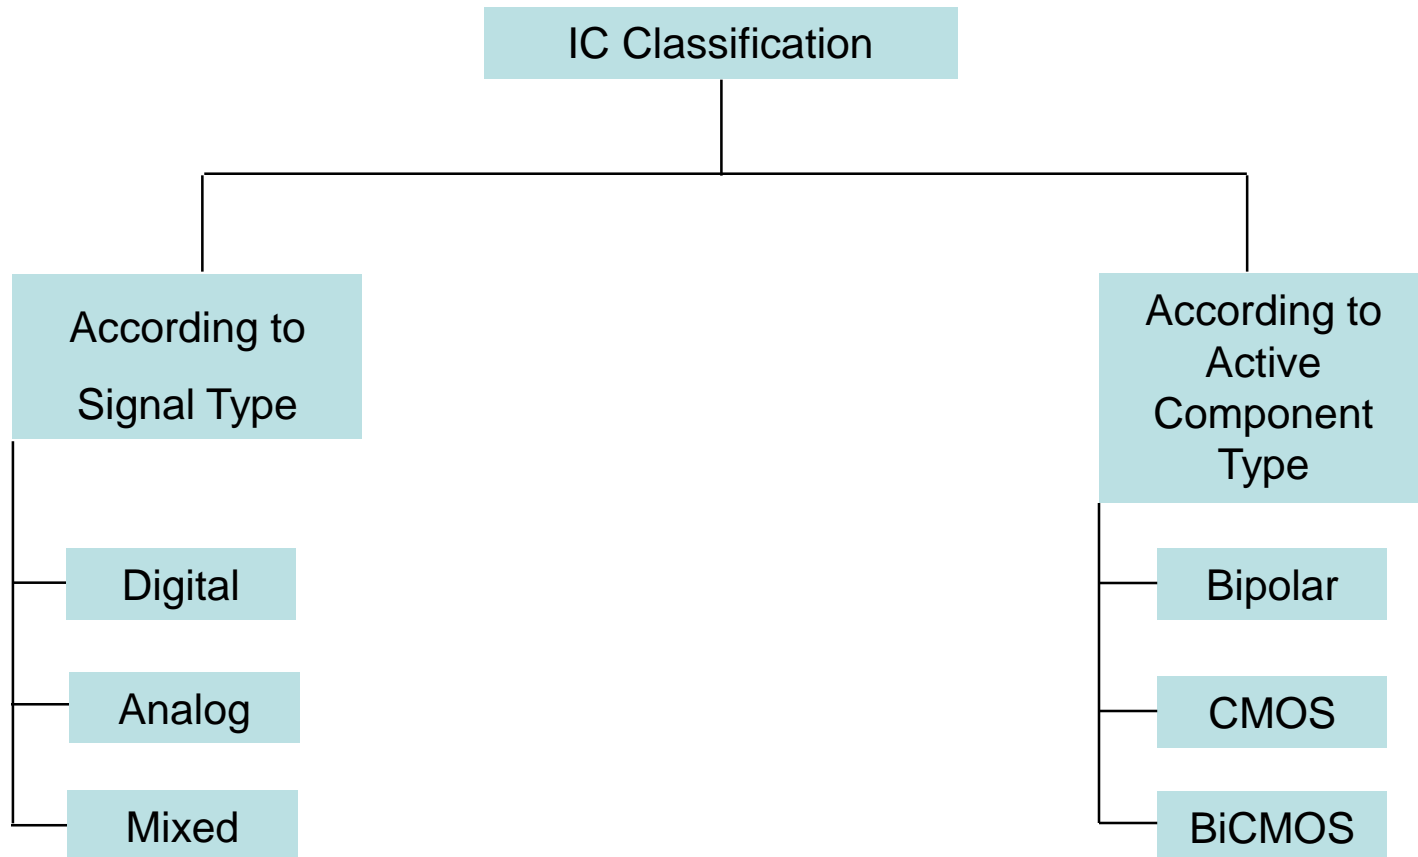 IC Classification
According to
Signal Type
Digital
Analog
Mixed
According to
Active
Component
Type
Bipolar
CMOS
BiCMOS